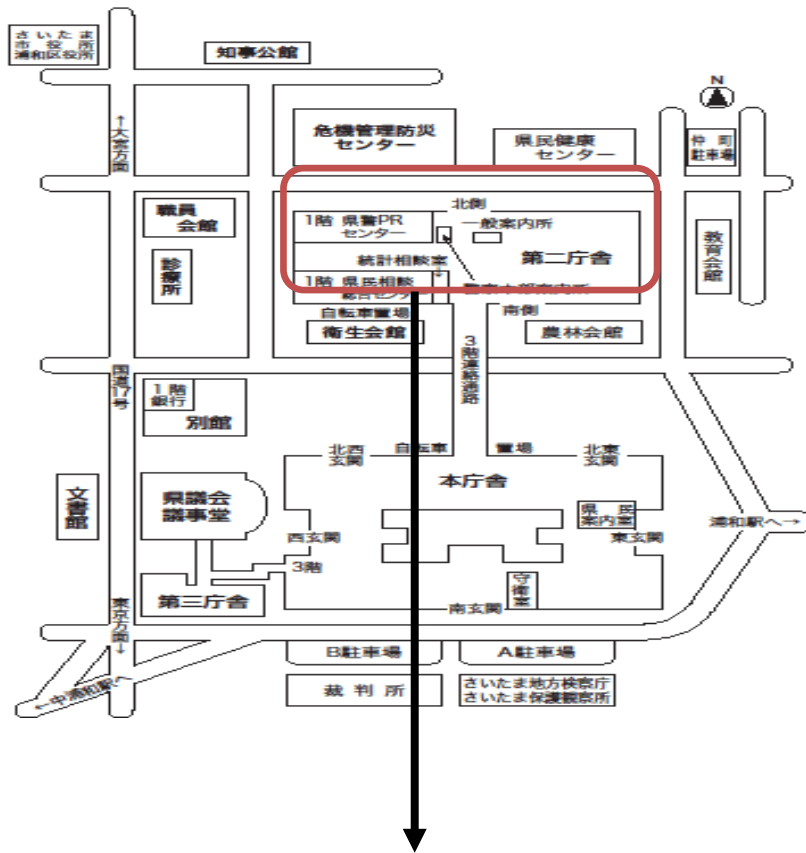 さいたま
市役所
浦和区役所
知事公館
N
↑大宮方面
危機管理防災
センター
県民健康
センター
仲町
駐車場
職員
会館
診療所
北側
1階 県警PR
センター
一般案内所
第二庁舎
教育会館
統計相談室
↓
1階 県民相談
総合センター
警察本部案内所
自転車置場
南側
衛生会館
農林会館
3階連絡通路
国道17号
1階
銀行
別館
北西
玄関
自転車
置場
北東
玄関
文書館
県議会
議事堂
本庁舎
県民
案内室
浦和駅へ→
西玄関
東玄関
3階
守衛室
第三庁舎
南玄関
東京方面↓
←中浦和駅へ
B駐車場
A駐車場
裁判所
さいたま地方検察庁
さいたま保護観察所